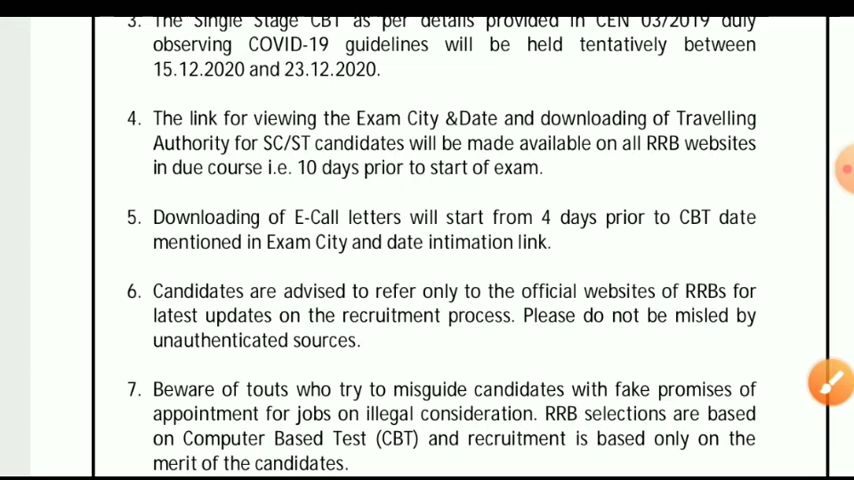 3. The Single Stage CBT as per details provided in CEN 03/2019 duly
observing COVID-19 guidelines will be held tentatively between
15.12.2020 and 23.12.2020.
4. The link for viewing the Exam City &Date and downloading of Travelling
Authority for SC/ST candidates will be made available on all RRB websites
in due course i.e. 10 days prior to start of exam.
5. Downloading of E-Call letters will start from 4 days prior to CBT date
mentioned in Exam City and date intimation link.
6. Candidates are advised to refer only to the official websites of RRBs for
latest updates on the recruitment process. Please do not be misled by
unauthenticated sources.
7. Beware of touts who try to misguide candidates with fake promises of
appointment for jobs on illegal consideration. RRB selections are based
on Computer Based Test (CBT) and recruitment is based only on the
merit of the candidates.